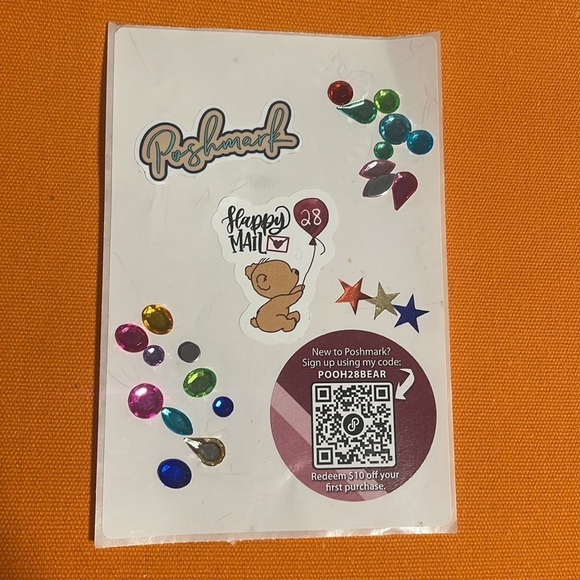 Poshmark
Happy
MAIL
28
New to Poshmark?
Sign up using my code:
POOH28BEAR
Redeem $10 off your
first purchase.